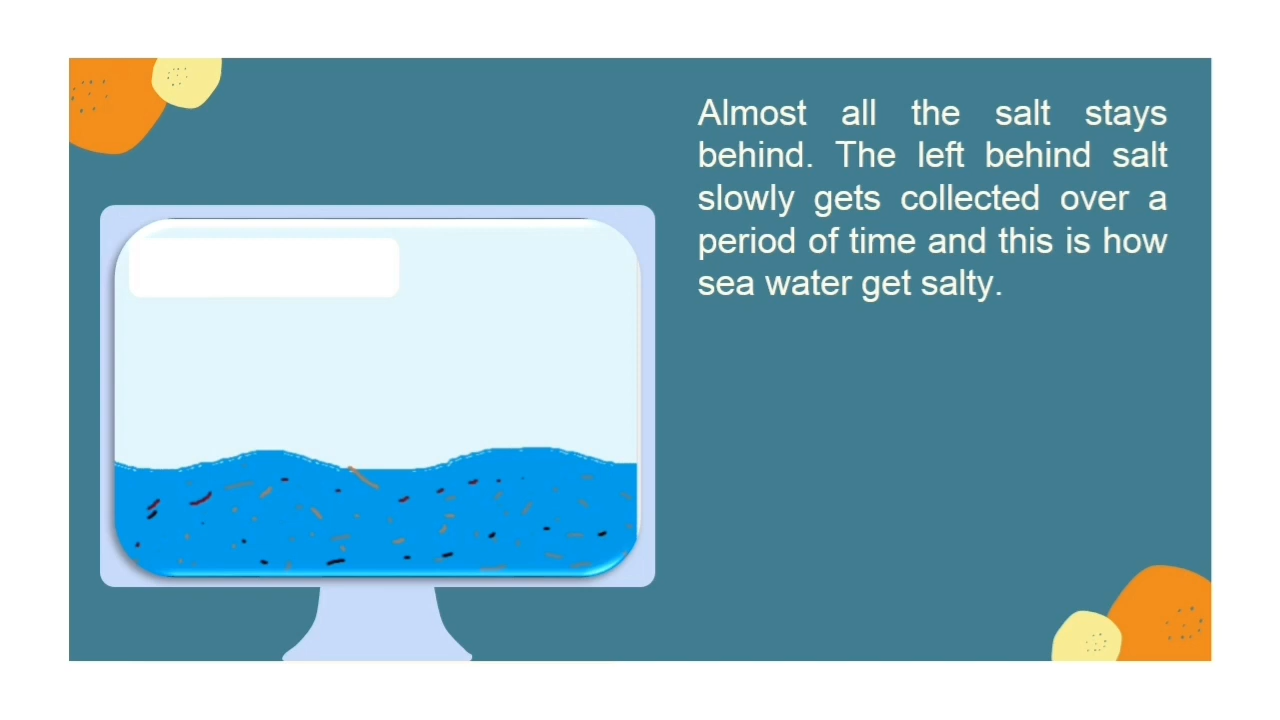 Almost all the salt stays
behind. The left behind salt
slowly gets collected over a
period of time and this is how
sea water get salty.